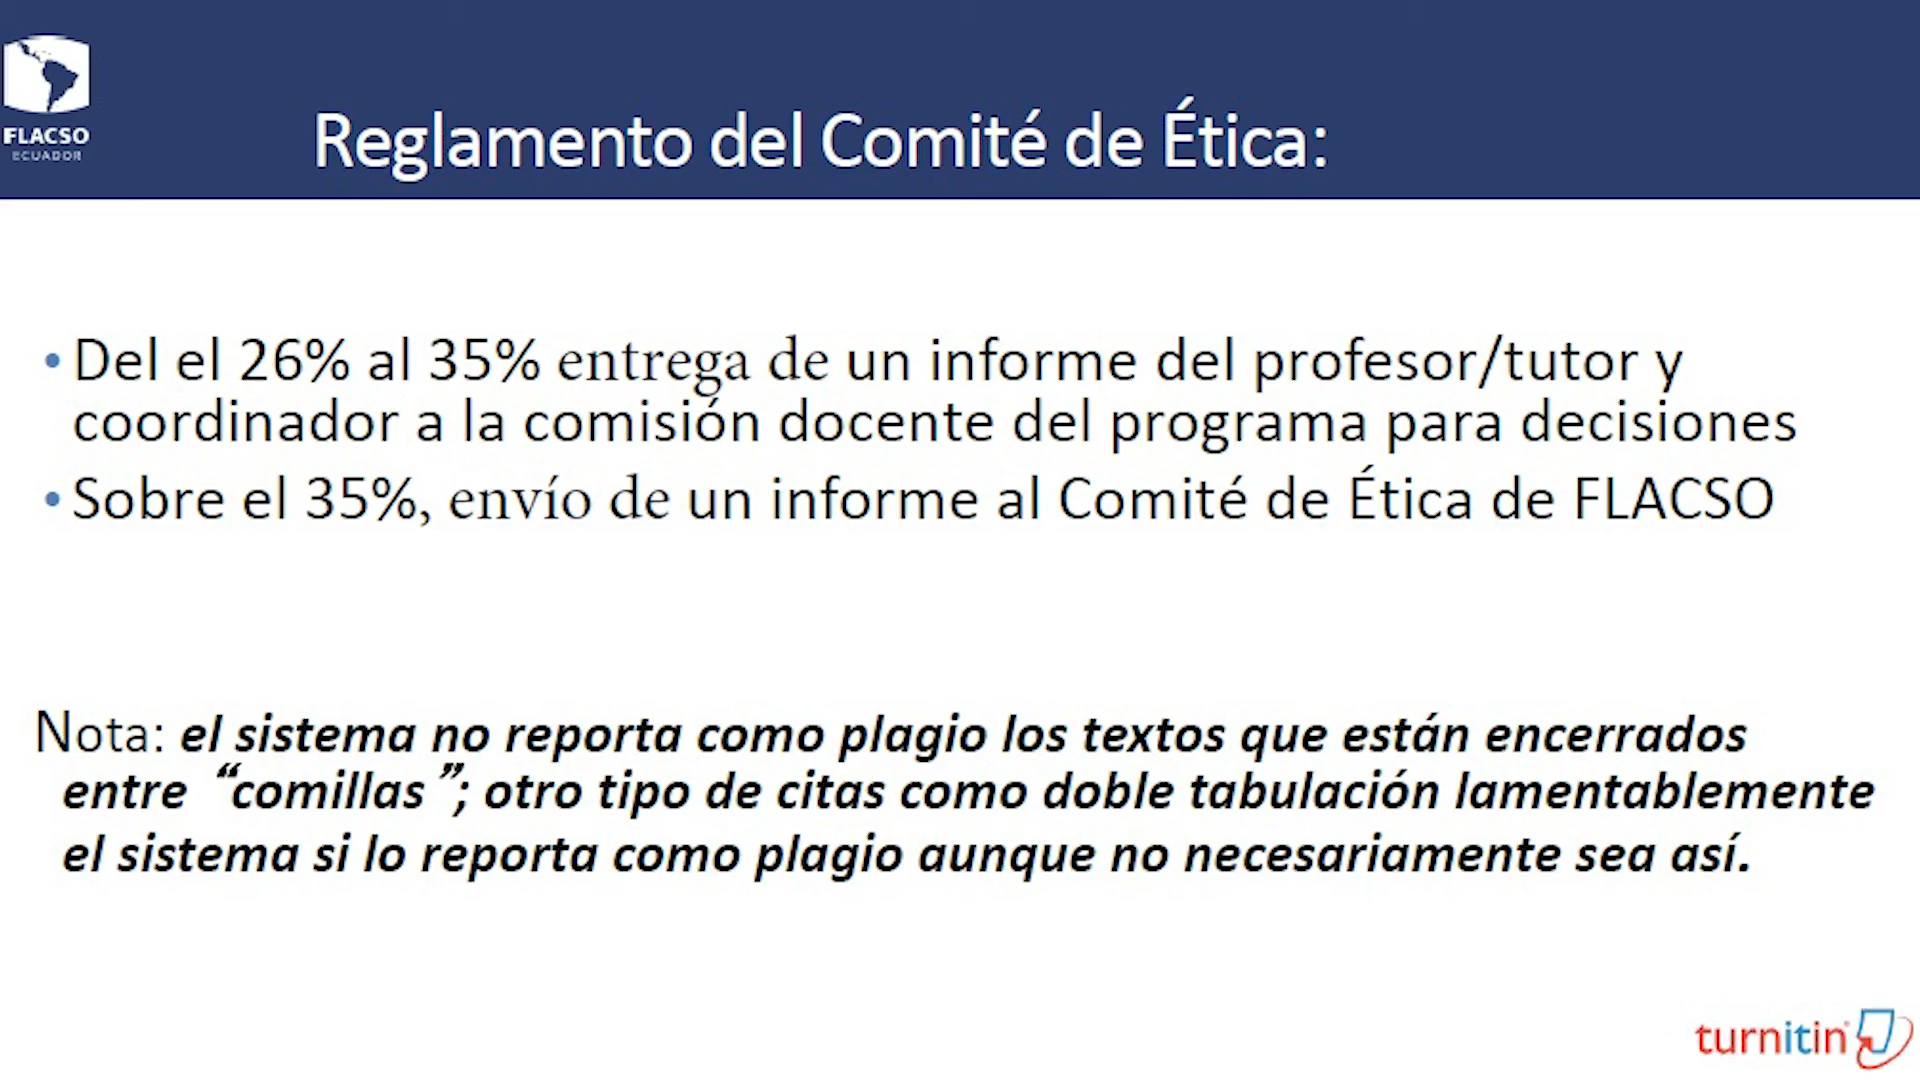 FLACSO
ECUADOR
Reglamento del Comité de Ética:
• Del el 26% al 35% entrega de un informe del profesor/tutor y
coordinador a la comisión docente del programa para decisiones
• Sobre el 35%, envío de un informe al Comité de Ética de FLACSO
Nota: el sistema no reporta como plagio los textos que están encerrados
entre “comillas”; otro tipo de citas como doble tabulación lamentablemente
el sistema si lo reporta como plagio aunque no necesariamente sea así.
turnitin